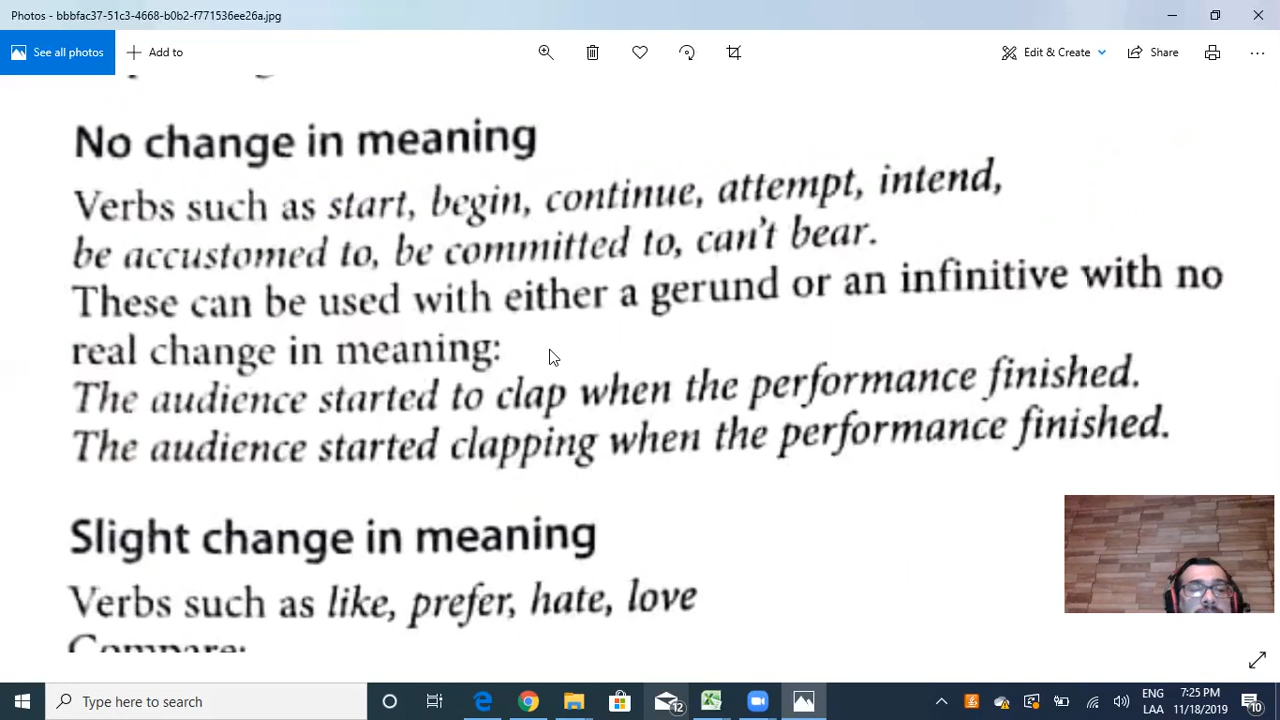 Photos - bbbfac37-51c3-4668-b0b2-f771536ee26a.jpg
See all photos
Add to
Edit & Create
Share
No change in meaning
Verbs such as start, begin, continue, attempt, intend,
be accustomed to, be committed to, can't bear.
These can be used with either a gerund or an infinitive with no
real change in meaning:
The audience started to clap when the performance finished.
The audience started clapping when the performance finished.
Slight change in meaning
Verbs such as like, prefer, hate, love
Compare:
Type here to search
12
ENG
LAA
7:25 PM
11/18/2019
10